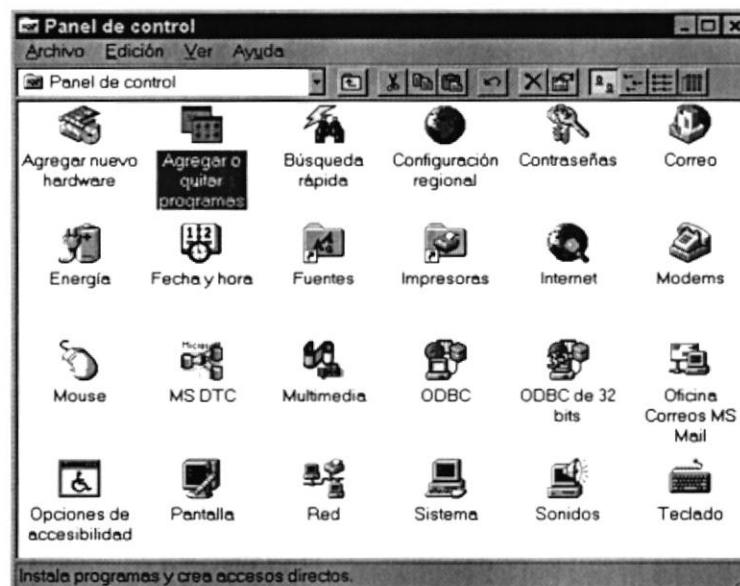 Panel de control
Archivo Edición Ver Ayuda
Panel de control
Agregar nuevo hardware
Agregar o quitar programas
Búsqueda rápida
Configuración regional
Contraseñas
Correo
Energía
Fecha y hora
Fuentes
Impresoras
Internet
Modems
Mouse
MS DTC
Multimedia
ODBC
ODBC de 32 bits
Oficina Correos MS Mail
Opciones de accesibilidad
Pantalla
Red
Sistema
Sonidos
Teclado
Instala programas y crea accesos directos.